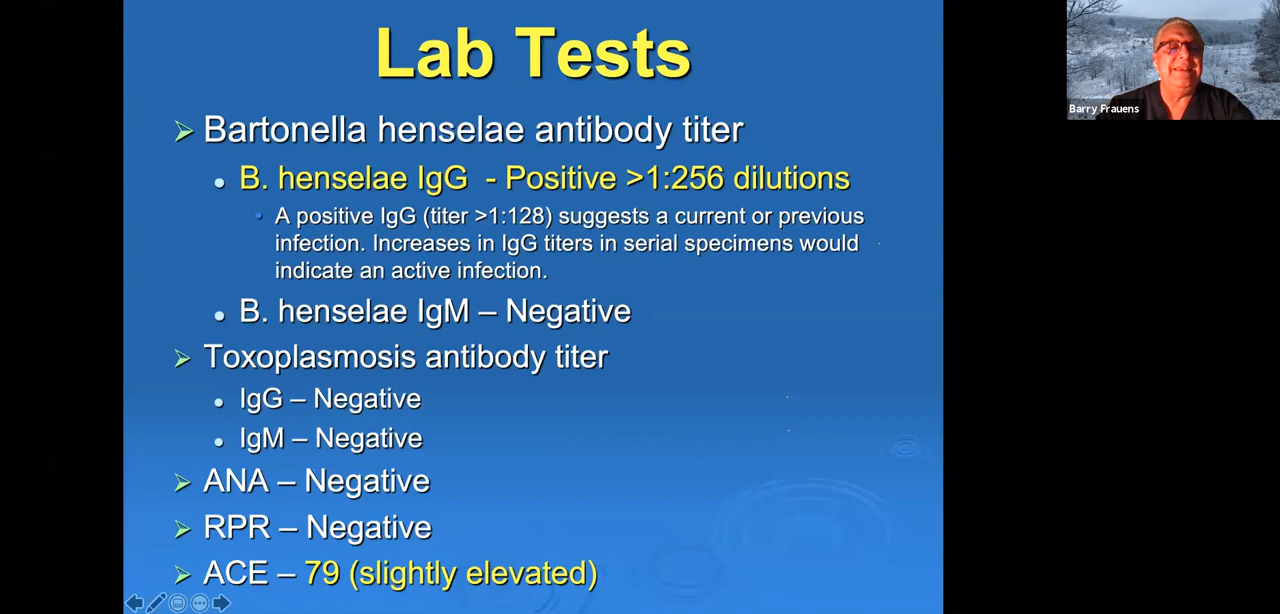 Lab Tests
Barry Frauens
Bartonella henselae antibody titer
B. henselae IgG - Positive >1:256 dilutions
A positive IgG (titer >1:128) suggests a current or previous
infection. Increases in IgG titers in serial specimens would
indicate an active infection.
B. henselae IgM – Negative
Toxoplasmosis antibody titer
IgG – Negative
IgM – Negative
ANA – Negative
RPR – Negative
ACE – 79 (slightly elevated)